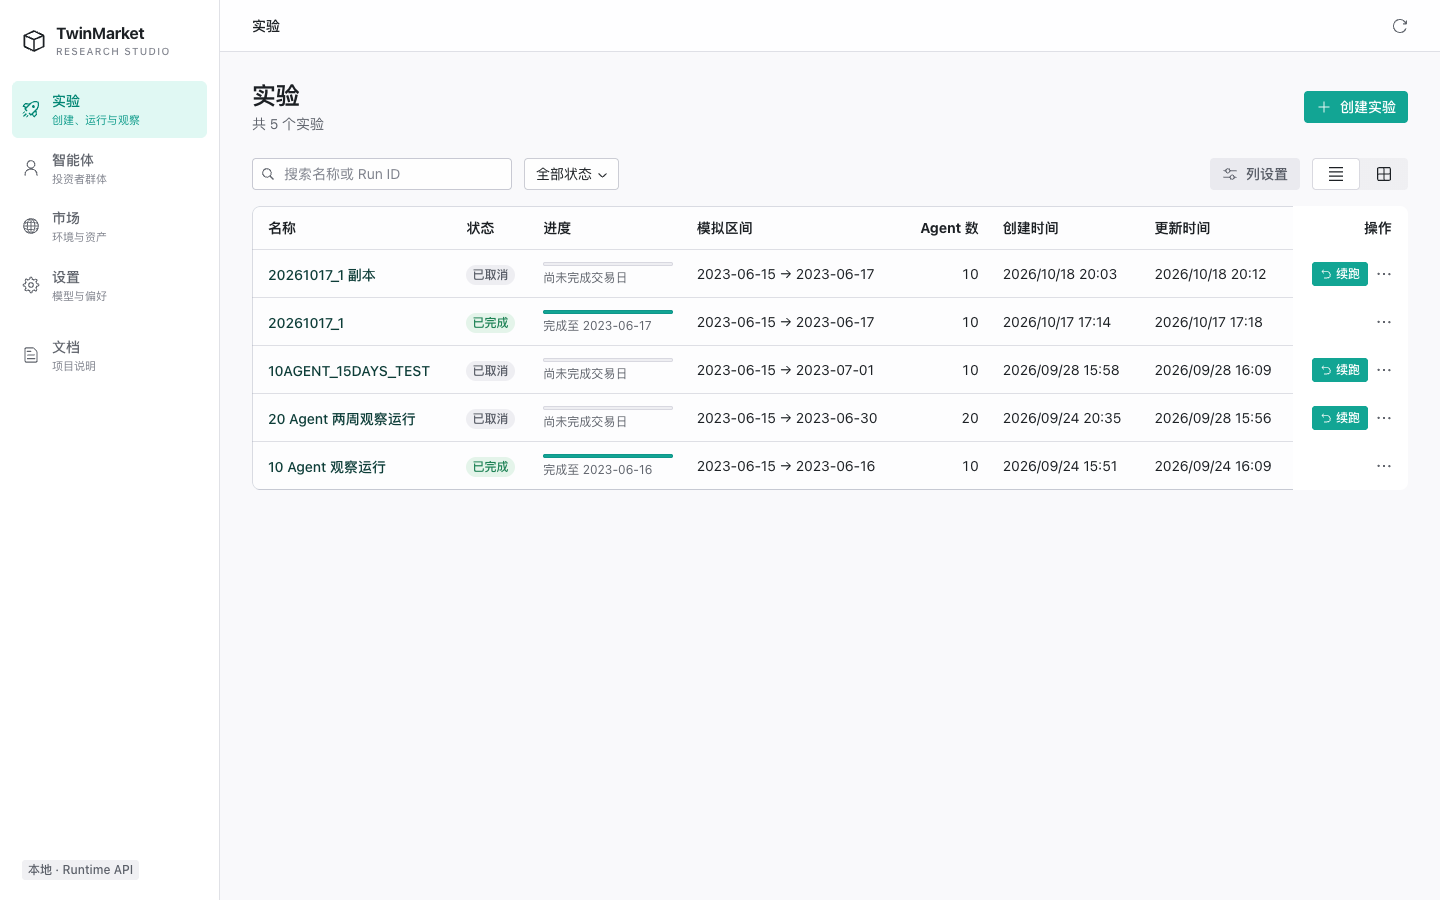 TwinMarket
RESEARCH STUDIO
实验
创建、运行与观察
智能体
投资者群体
市场
环境与资产
设置
模型与偏好
文档
项目说明
本地 · Runtime API
实验
实验
共 5 个实验
创建实验
搜索名称或 Run ID
全部状态
列设置
名称 状态 进度 模拟区间 Agent 数 创建时间 更新时间 操作
20261017_1 副本 已取消 尚未完成交易日 2023-06-15 → 2023-06-17 10 2026/10/18 20:03 2026/10/18 20:12 续跑 ···
20261017_1 已完成 完成至 2023-06-17 2023-06-15 → 2023-06-17 10 2026/10/17 17:14 2026/10/17 17:18 ···
10AGENT_15DAYS_TEST 已取消 尚未完成交易日 2023-06-15 → 2023-07-01 10 2026/09/28 15:58 2026/09/28 16:09 续跑 ···
20 Agent 两周观察运行 已取消 尚未完成交易日 2023-06-15 → 2023-06-30 20 2026/09/24 20:35 2026/09/28 15:56 续跑 ···
10 Agent 观察运行 已完成 完成至 2023-06-16 2023-06-15 → 2023-06-16 10 2026/09/24 15:51 2026/09/24 16:09 ···